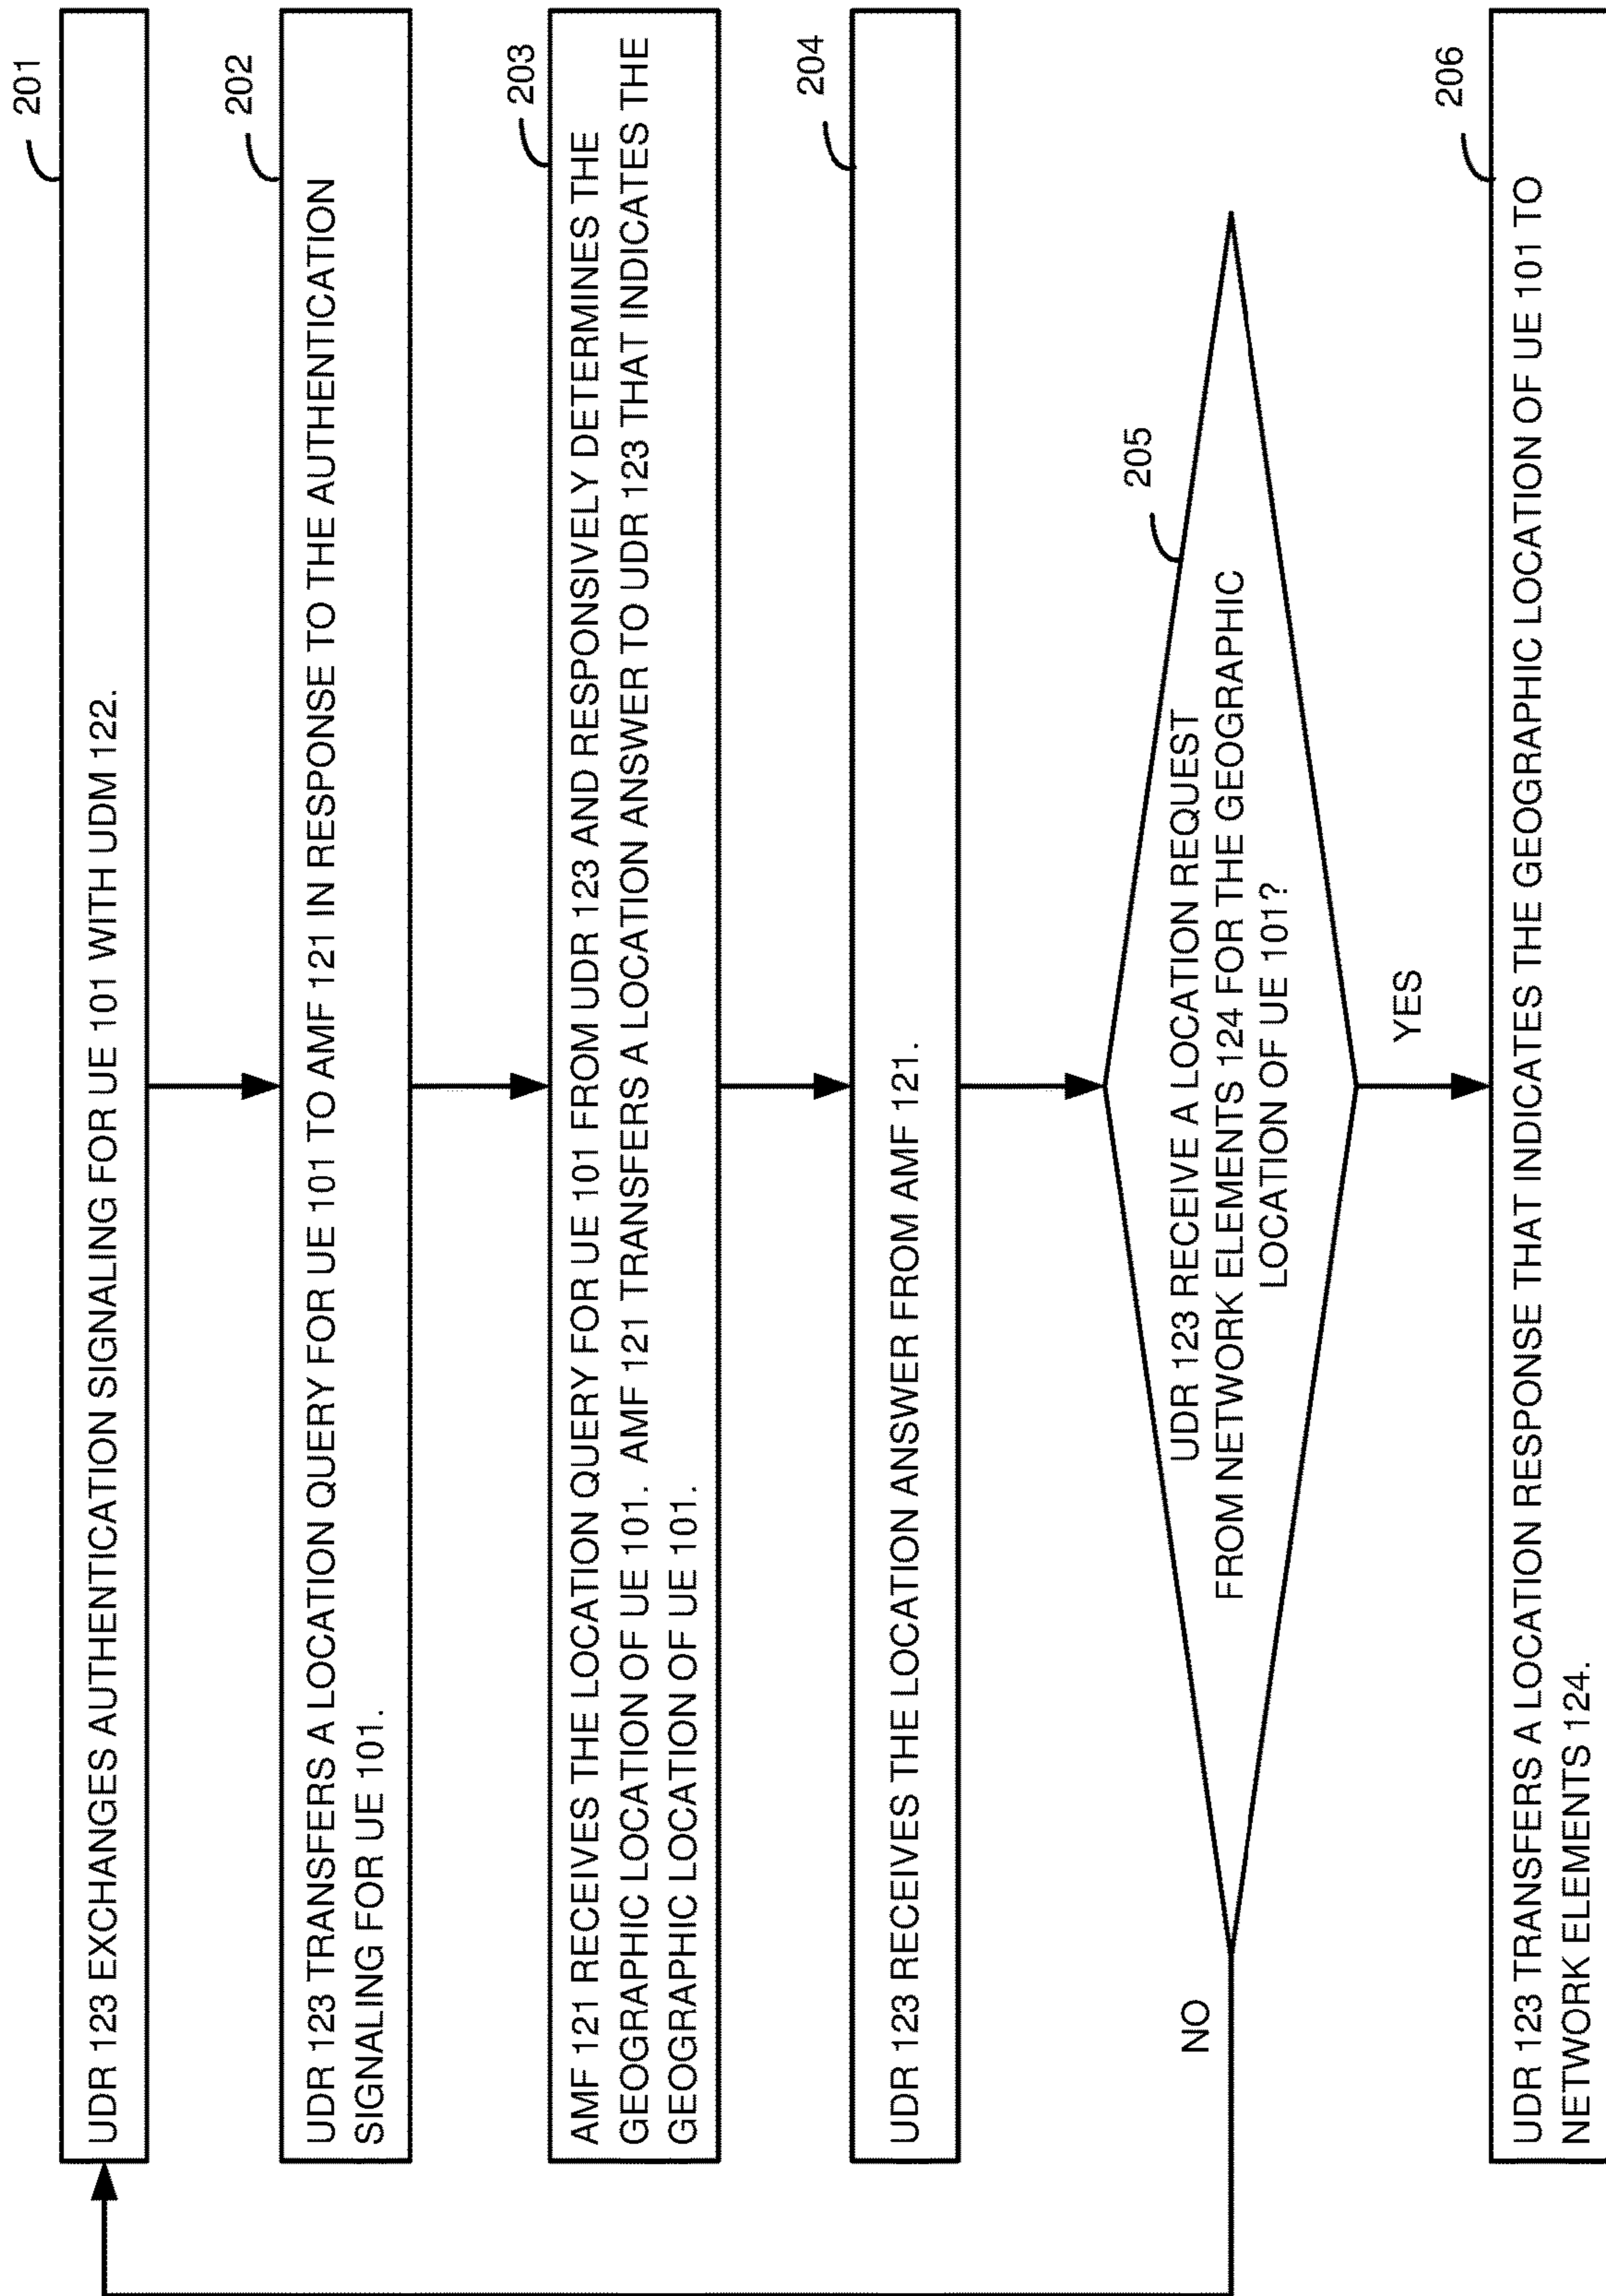 201
UDR 123 EXCHANGES AUTHENTICATION SIGNALING FOR UE 101 WITH UDM 122.
202
UDR 123 TRANSFERS A LOCATION QUERY FOR UE 101 TO AMF 121 IN RESPONSE TO THE AUTHENTICATION
SIGNALING FOR UE 101.
203
AMF 121 RECEIVES THE LOCATION QUERY FOR UE 101 FROM UDR 123 AND RESPONSIVELY DETERMINES THE
GEOGRAPHIC LOCATION OF UE 101. AMF 121 TRANSFERS A LOCATION ANSWER TO UDR 123 THAT INDICATES THE
GEOGRAPHIC LOCATION OF UE 101.
204
UDR 123 RECEIVES THE LOCATION ANSWER FROM AMF 121.
205
UDR 123 RECEIVE A LOCATION REQUEST
FROM NETWORK ELEMENTS 124 FOR THE GEOGRAPHIC
LOCATION OF UE 101?
NO
YES
206
UDR 123 TRANSFERS A LOCATION RESPONSE THAT INDICATES THE GEOGRAPHIC LOCATION OF UE 101 TO
NETWORK ELEMENTS 124.